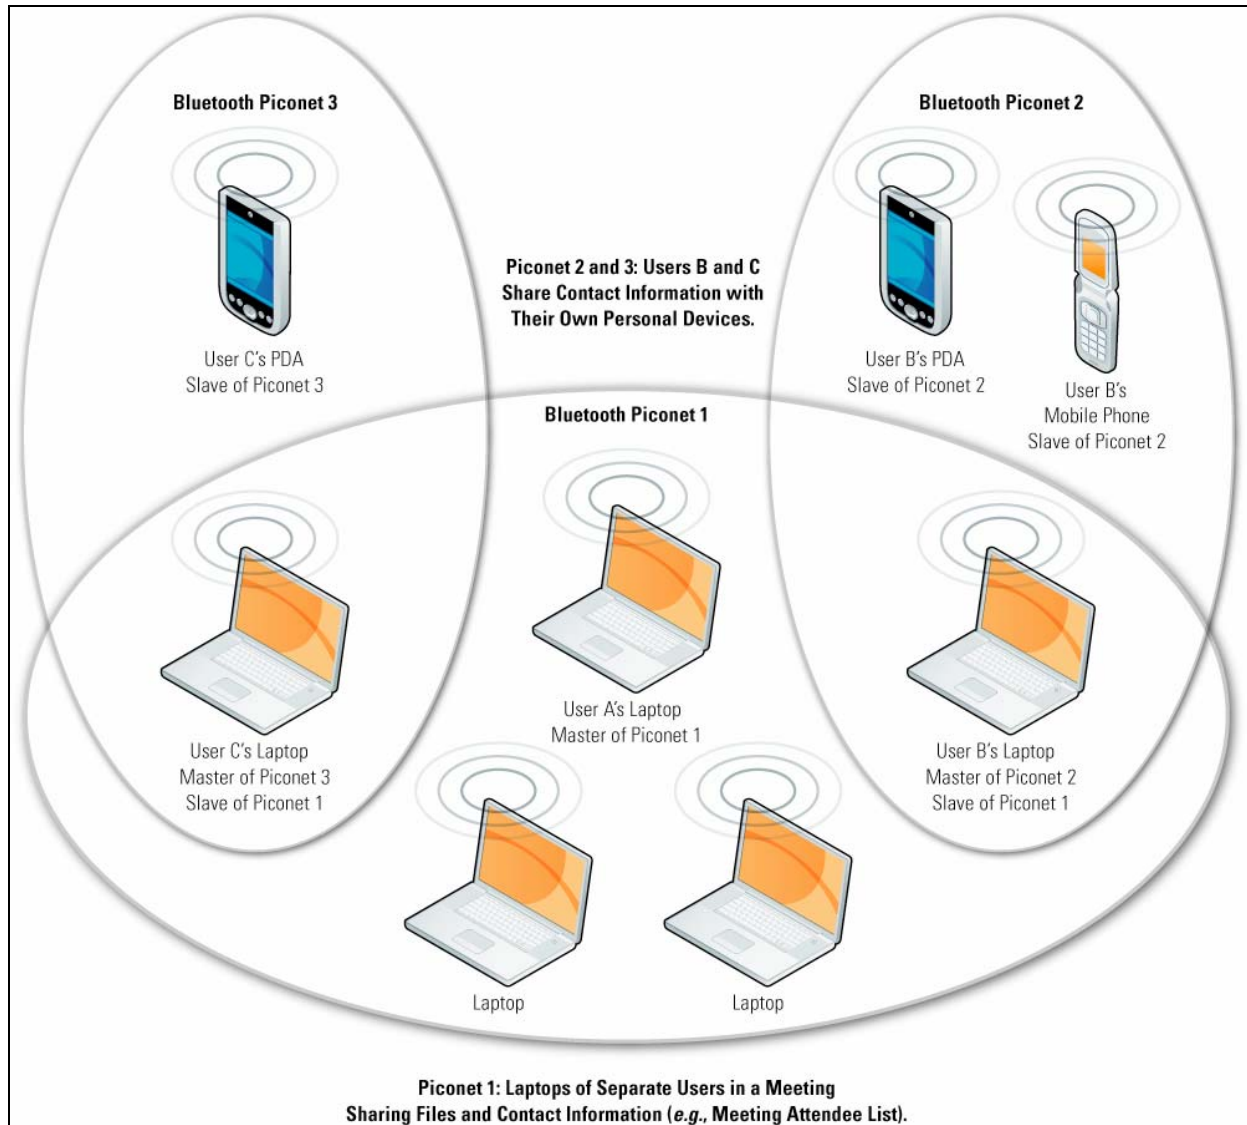 Bluetooth Piconet 3
Bluetooth Piconet 2
Piconet 2 and 3: Users B and C
Share Contact Information with
Their Own Personal Devices.
User C's PDA
Slave of Piconet 3
User B's PDA
Slave of Piconet 2
User B's
Mobile Phone
Slave of Piconet 2
Bluetooth Piconet 1
User A's Laptop
Master of Piconet 1
User C's Laptop
Master of Piconet 3
Slave of Piconet 1
User B's Laptop
Master of Piconet 2
Slave of Piconet 1
Laptop
Laptop
Piconet 1: Laptops of Separate Users in a Meeting
Sharing Files and Contact Information (e.g., Meeting Attendee List).